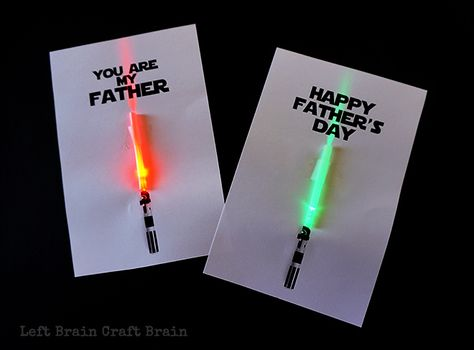 YOU ARE
MY
FATHER
HAPPY
FATHER'S
DAY
Left Brain Craft Brain